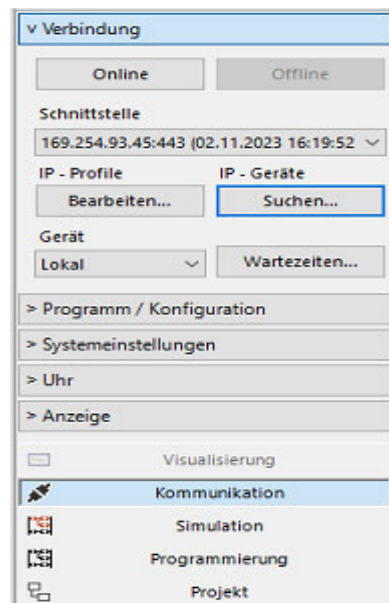 v Verbindung
Online Offline
Schnittstelle
169.254.93.45:443 (02.11.2023 16:19:52
IP - Profile IP - Geräte
Bearbeiten... Suchen...
Gerät
Lokal Wartezeiten...
> Programm / Konfiguration
> Systemeinstellungen
> Uhr
> Anzeige
Visualisierung
Kommunikation
Simulation
Programmierung
Projekt